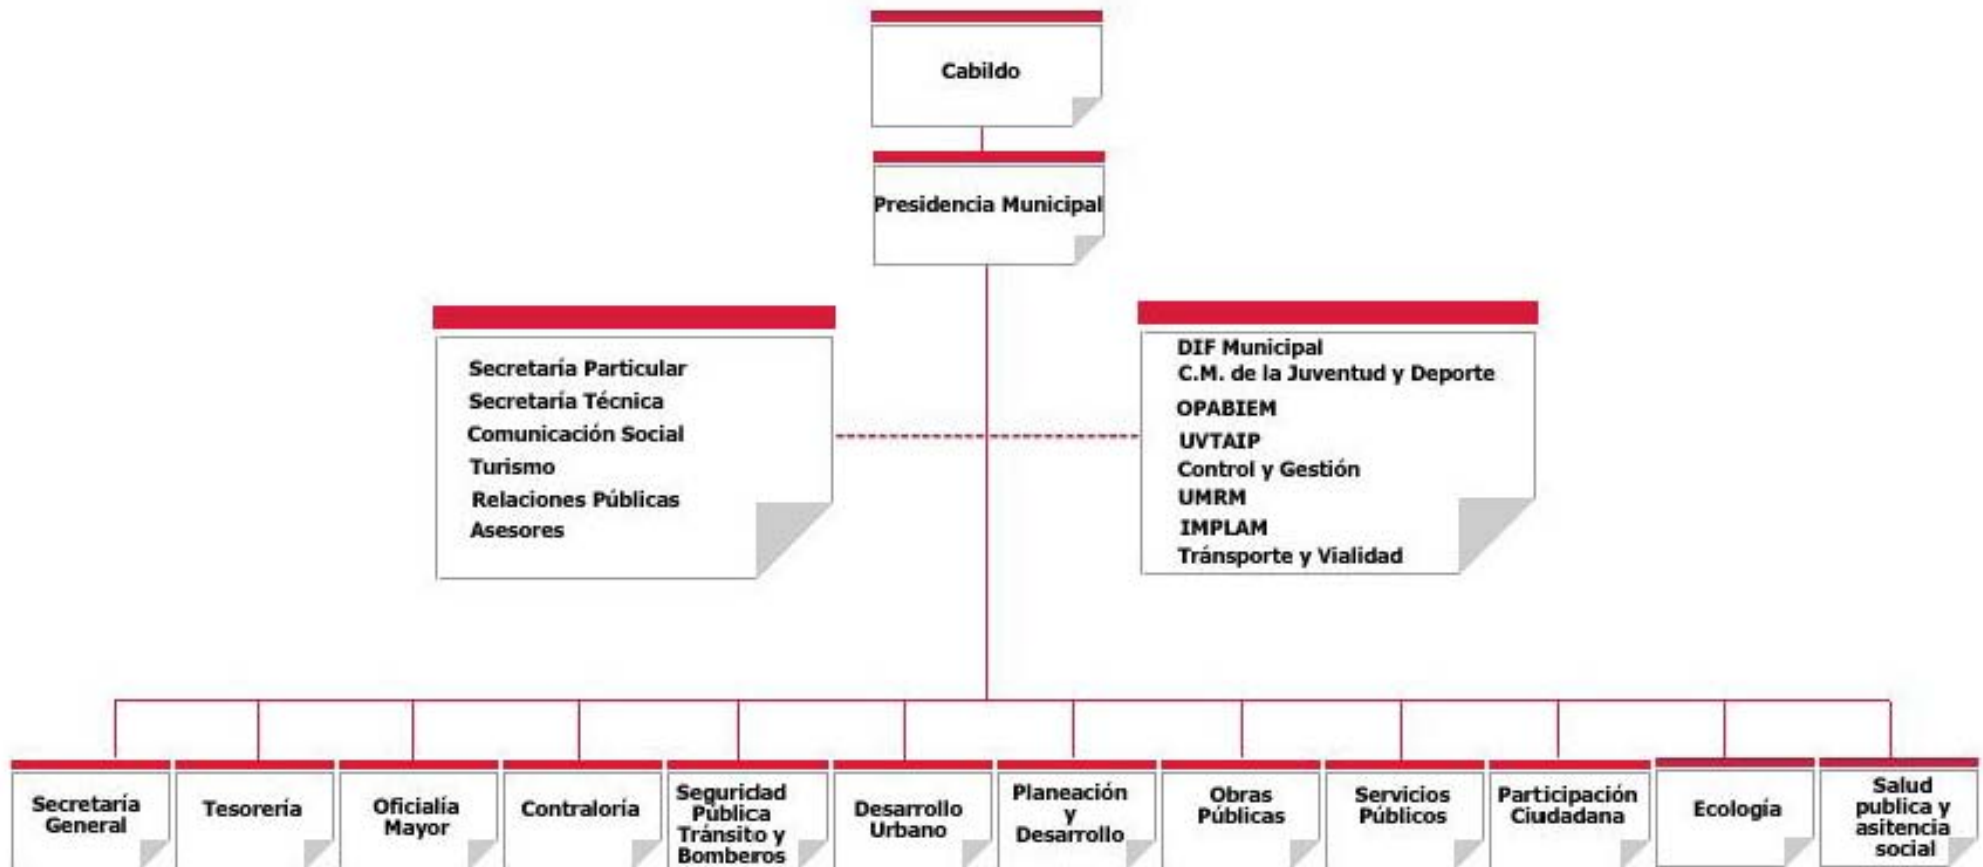 Cabildo
Presidencia Municipal
Secretaría Particular
Secretaría Técnica
Comunicación Social
Turismo
Relaciones Públicas
Asesores
DIF Municipal
C.M. de la Juventud y Deporte
OPABIEM
UVTAIP
Control y Gestión
UMRM
IMPLAM
Tránsporte y Vialidad
Secretaría
General
Tesorería
Oficialía
Mayor
Contraloría
Seguridad
Pública
Tránsito y
Bomberos
Desarrollo
Urbano
Planeación
y
Desarrollo
Obras
Públicas
Servicios
Públicos
Participación
Ciudadana
Ecología
Salud
publica y
asitencia
social